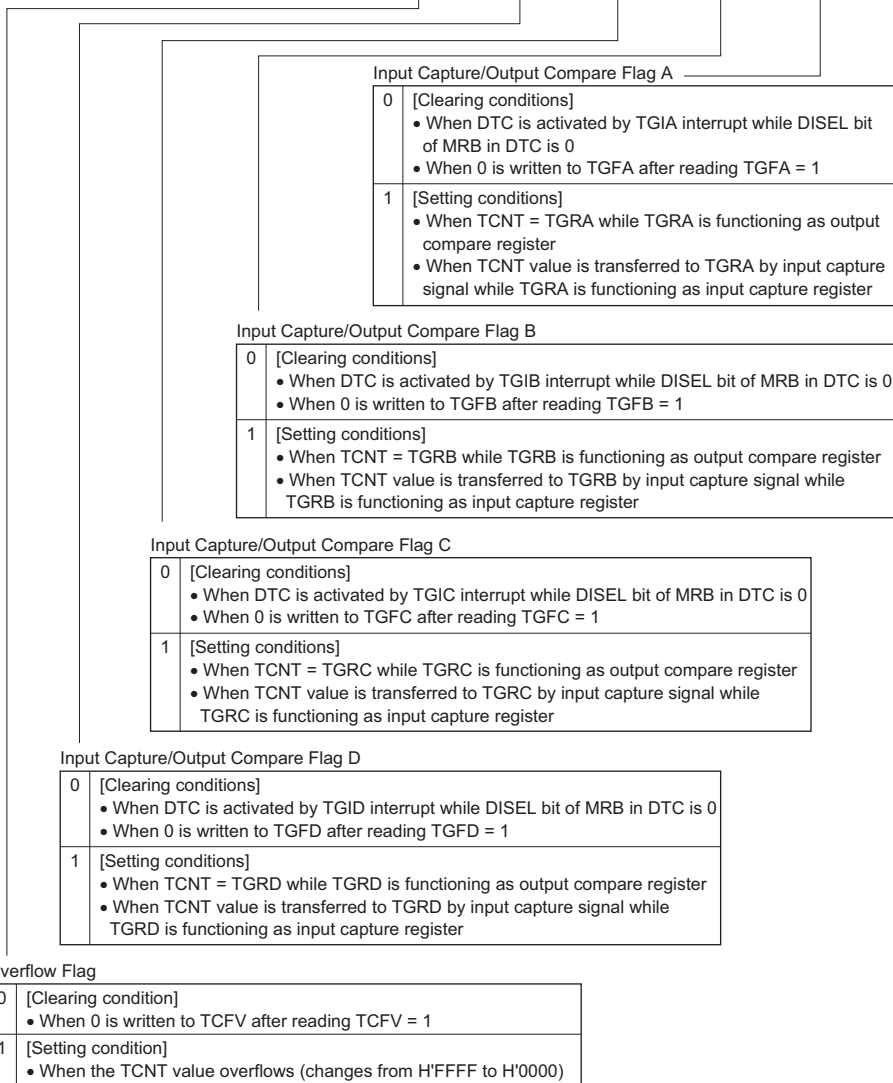 Input Capture/Output Compare Flag A
0 [Clearing conditions]
• When DTC is activated by TGIA interrupt while DISEL bit
of MRB in DTC is 0
• When 0 is written to TGFA after reading TGFA = 1
1 [Setting conditions]
• When TCNT = TGRA while TGRA is functioning as output
compare register
• When TCNT value is transferred to TGRA by input capture
signal while TGRA is functioning as input capture register
Input Capture/Output Compare Flag B
0 [Clearing conditions]
• When DTC is activated by TGIB interrupt while DISEL bit of MRB in DTC is 0
• When 0 is written to TGFB after reading TGFB = 1
1 [Setting conditions]
• When TCNT = TGRB while TGRB is functioning as output compare register
• When TCNT value is transferred to TGRB by input capture signal while
TGRB is functioning as input capture register
Input Capture/Output Compare Flag C
0 [Clearing conditions]
• When DTC is activated by TGIC interrupt while DISEL bit of MRB in DTC is 0
• When 0 is written to TGFC after reading TGFC = 1
1 [Setting conditions]
• When TCNT = TGRC while TGRC is functioning as output compare register
• When TCNT value is transferred to TGRC by input capture signal while
TGRC is functioning as input capture register
Input Capture/Output Compare Flag D
0 [Clearing conditions]
• When DTC is activated by TGID interrupt while DISEL bit of MRB in DTC is 0
• When 0 is written to TGFD after reading TGFD = 1
1 [Setting conditions]
• When TCNT = TGRD while TGRD is functioning as output compare register
• When TCNT value is transferred to TGRD by input capture signal while
TGRD is functioning as input capture register
verflow Flag
0 [Clearing condition]
• When 0 is written to TCFV after reading TCFV = 1
1 [Setting condition]
• When the TCNT value overflows (changes from H'FFFF to H'0000)